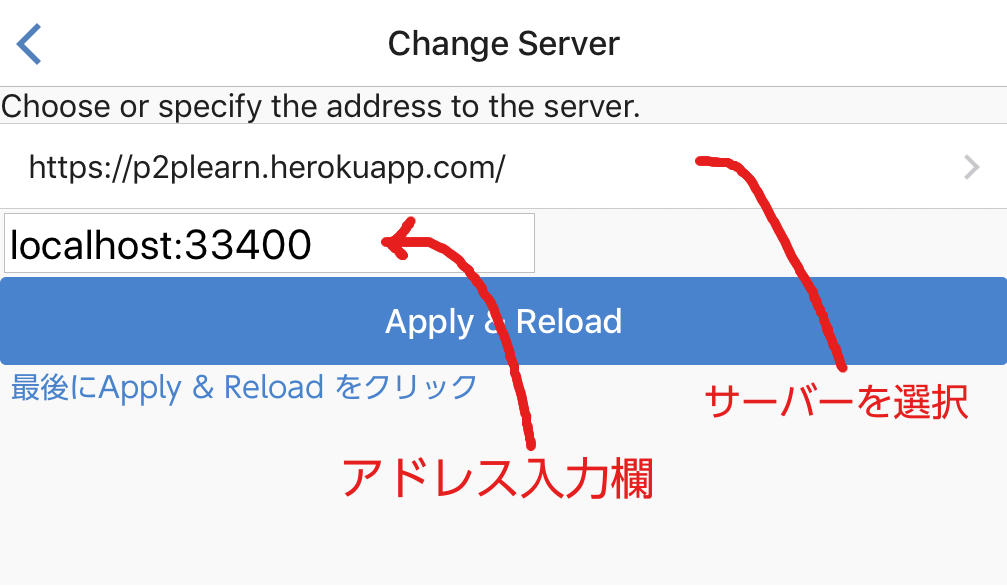 Change Server
Choose or specify the address to the server.
https://p2plearn.herokuapp.com/
localhost:33400
Apply & Reload
最後にApply & Reload をクリック
サーバーを選択
アドレス入力欄